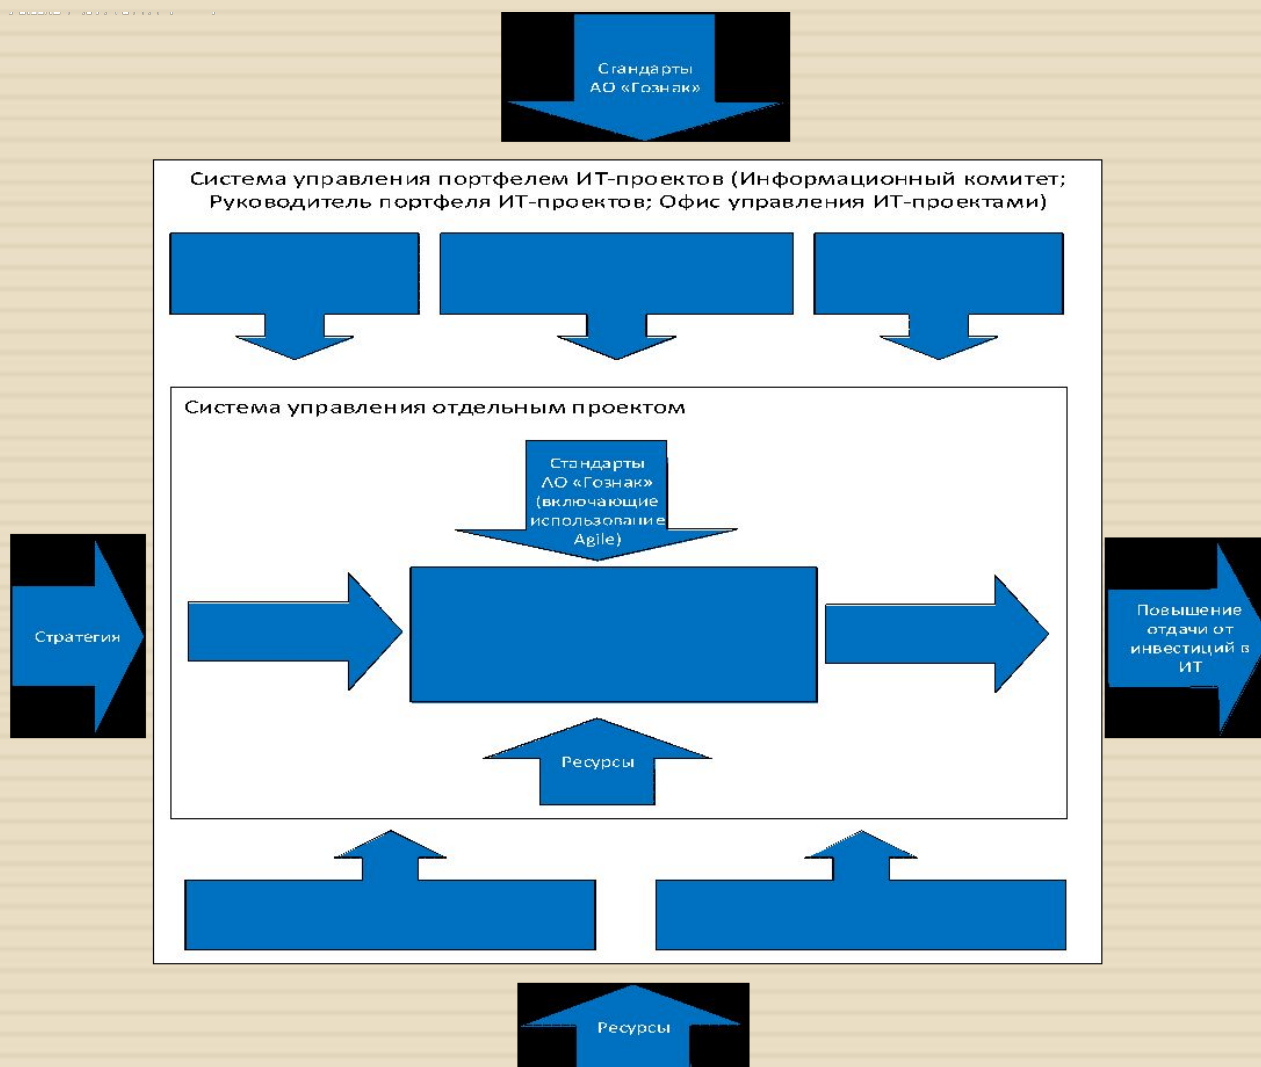 Стандарты
АО «Гознак»
Система управления портфелем ИТ-проектов (Информационный комитет;
Руководитель портфеля ИТ-проектов; Офис управления ИТ-проектами)
Система управления отдельным проектом
Стандарты
АО «Гознак»
(включающие
использование
Agile)
Стратегия
Повышение
отдачи от
инвестиций в
ИТ
Ресурсы
Ресурсы